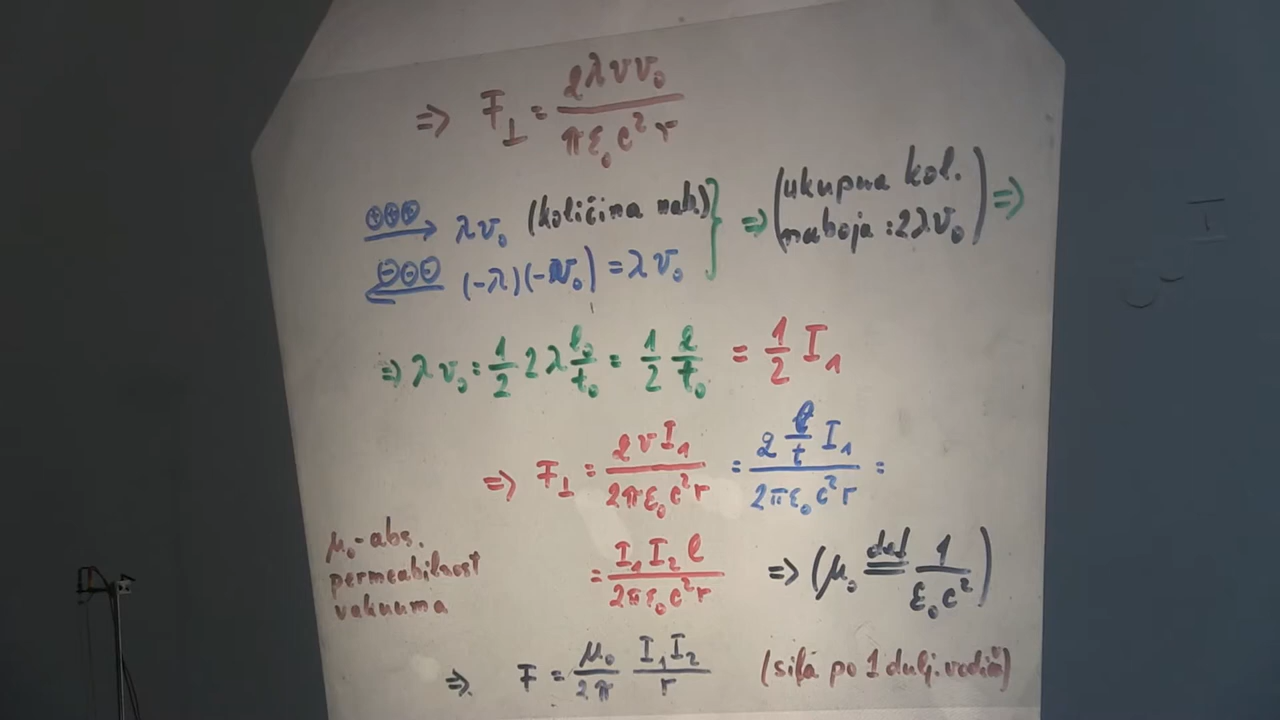 ⇒ F⊥ = qλvv₀ / πε₀c²r
⊕⊕⊕ → λv₀ (količina nab.) } ⇒ (ukupna kol. naboja : 2λv₀) ⇒
⊖⊖⊖ ← (-λ)(-v₀) = λv₀
⇒ λv₀ = 1/2 2λ l₀/t₀ = 1/2 q/t₀ = 1/2 I₁
⇒ F⊥ = qvI₁ / 2πε₀c²r = q l/t I₁ / 2πε₀c²r =
μ₀-abs.
permeabilnost
vakuuma
= I₁I₂l / 2πε₀c²r ⇒ (μ₀ def= 1/ε₀c²)
⇒ F = μ₀/2π I₁I₂/r (sila po 1 dulj. vodiča)